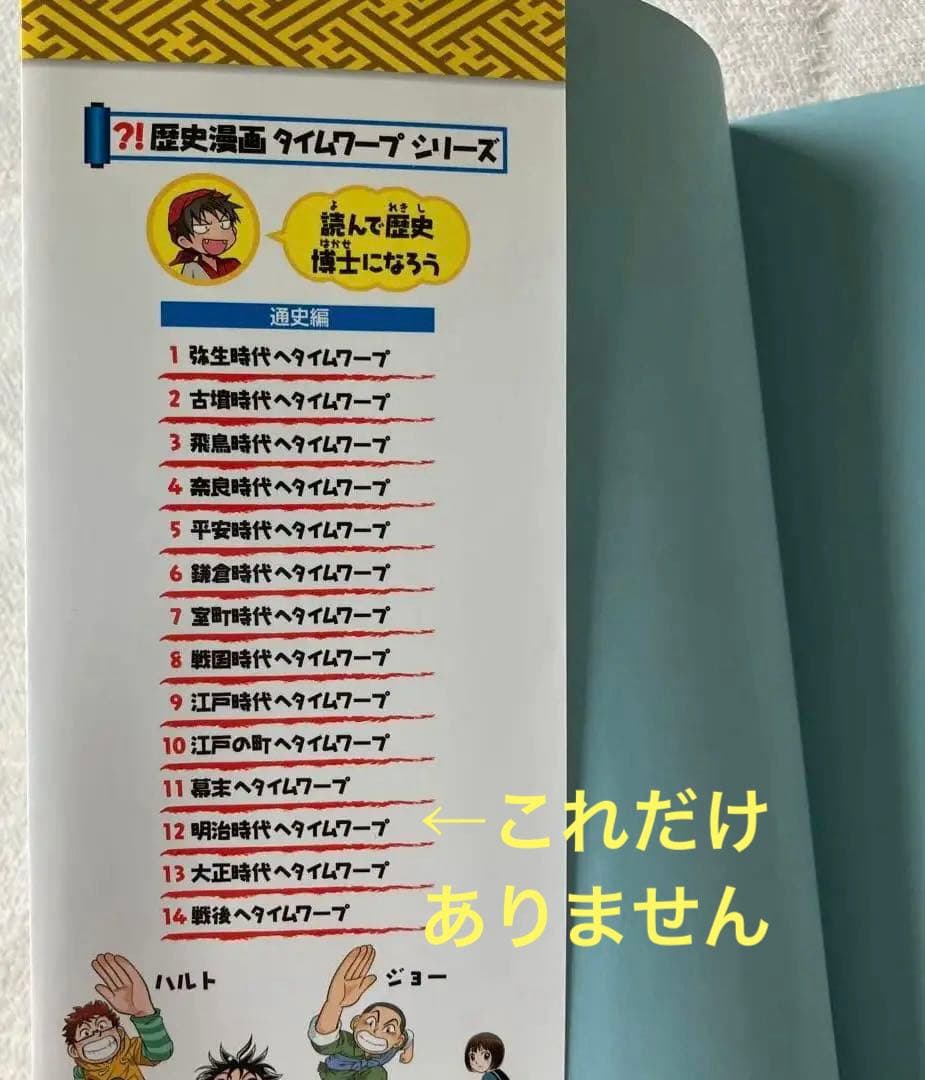 ?!歴史漫画 タイムワープ シリーズ
よ れきし
読んで歴史
はかせ
博士になろう
通史編
1 弥生時代へタイムワープ
2 古墳時代へタイムワープ
3 飛鳥時代へタイムワープ
4 奈良時代へタイムワープ
5 平安時代へタイムワープ
6 鎌倉時代へタイムワープ
7 室町時代へタイムワープ
8 戦国時代へタイムワープ
9 江戸時代へタイムワープ
10 江戸の町へタイムワープ
11 幕末へタイムワープ
12 明治時代へタイムワープ
13 大正時代へタイムワープ
14 戦後へタイムワープ
←これだけ
ありません
ハルト
ジョー